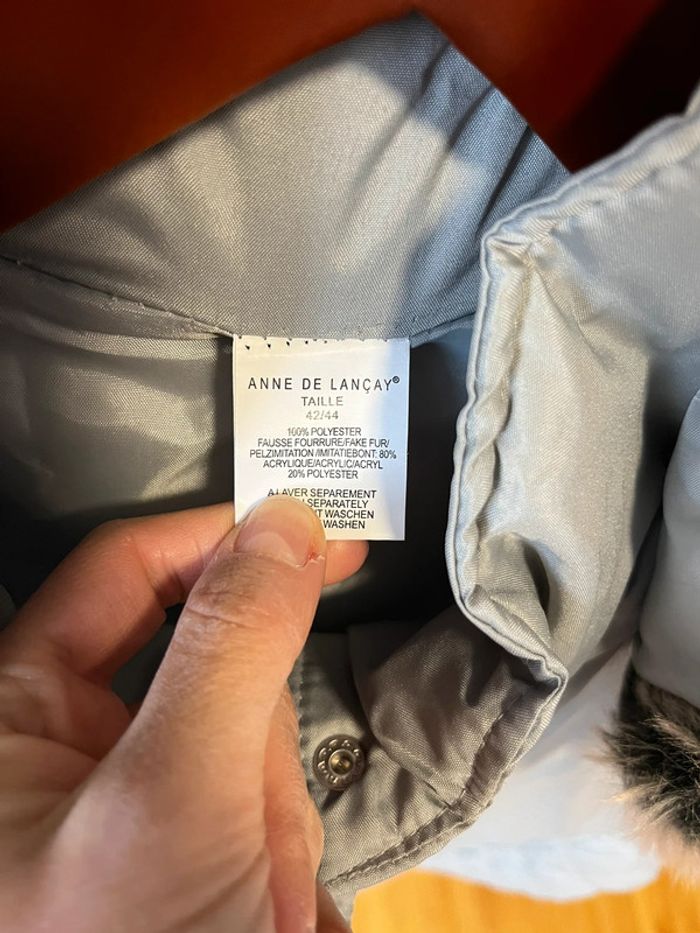 ANNE DE LANÇAY®
TAILLE
42/44
100% POLYESTER
FAUSSE FOURRURE/FAKE FUR/
PELZIMITATION/IMITATIEBONT: 80%
ACRYLIQUE/ACRYLIC/ACRYL
20% POLYESTER
A LAVER SEPAREMENT
SEPARATELY
WASCHEN
WASHEN